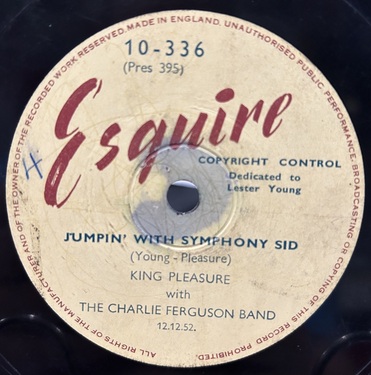 ALL RIGHTS OF THE MANUFACTURER AND OF THE OWNER OF THE RECORDED WORK RESERVED. MADE IN ENGLAND. UNAUTHORISED PUBLIC PERFORMANCE, BROADCASTING OR COPYING OF THIS RECORD PROHIBITED.
10-336
(Pres 395)
H
Esquire
COPYRIGHT CONTROL
Dedicated to
Lester Young
JUMPIN' WITH SYMPHONY SID
(Young - Pleasure)
KING PLEASURE
with
THE CHARLIE FERGUSON BAND
12.12.52.